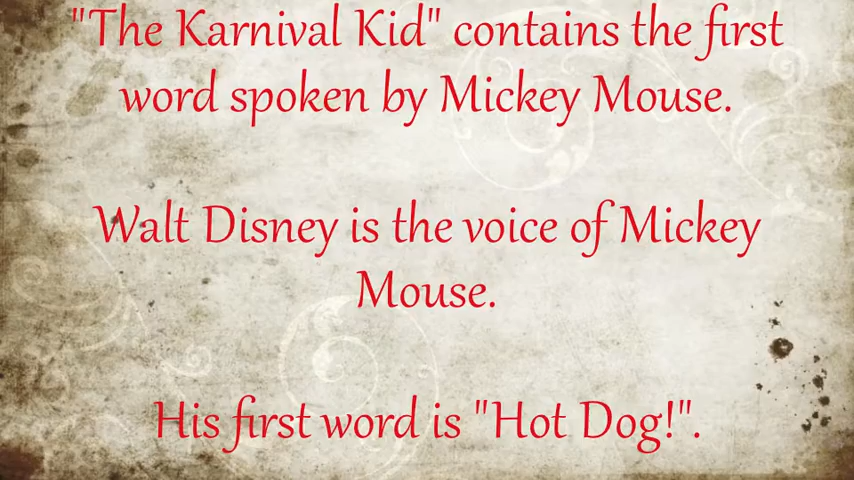 "The Karnival Kid" contains the first
word spoken by Mickey Mouse.
Walt Disney is the voice of Mickey
Mouse.
His first word is "Hot Dog!".